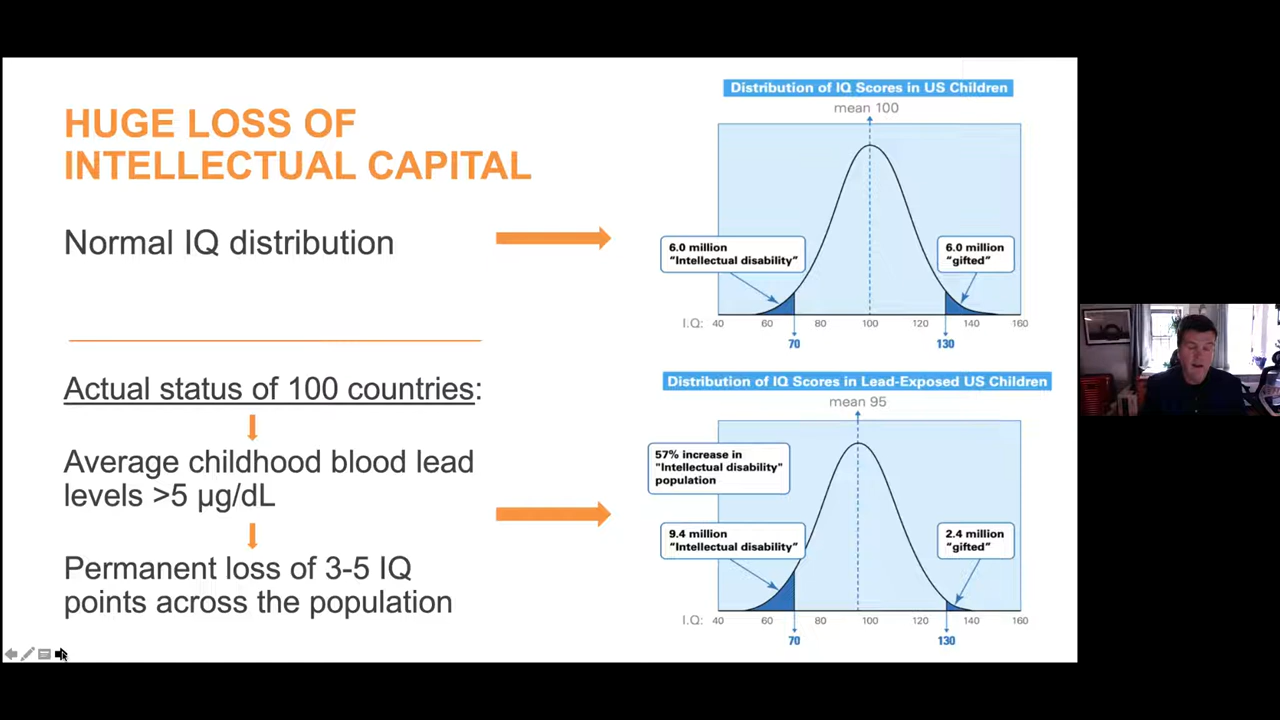 HUGE LOSS OF
INTELLECTUAL CAPITAL
Normal IQ distribution
Actual status of 100 countries:
Average childhood blood lead
levels >5 µg/dL
Permanent loss of 3-5 IQ
points across the population
Distribution of IQ Scores in US Children
mean 100
6.0 million
"Intellectual disability"
6.0 million
"gifted"
I.Q: 40 60 80 100 120 140 160
70 130
Distribution of IQ Scores in Lead-Exposed US Children
mean 95
57% increase in
"Intellectual disability"
population
9.4 million
"Intellectual disability"
2.4 million
"gifted"
I.Q: 40 60 80 100 120 140 160
70 130